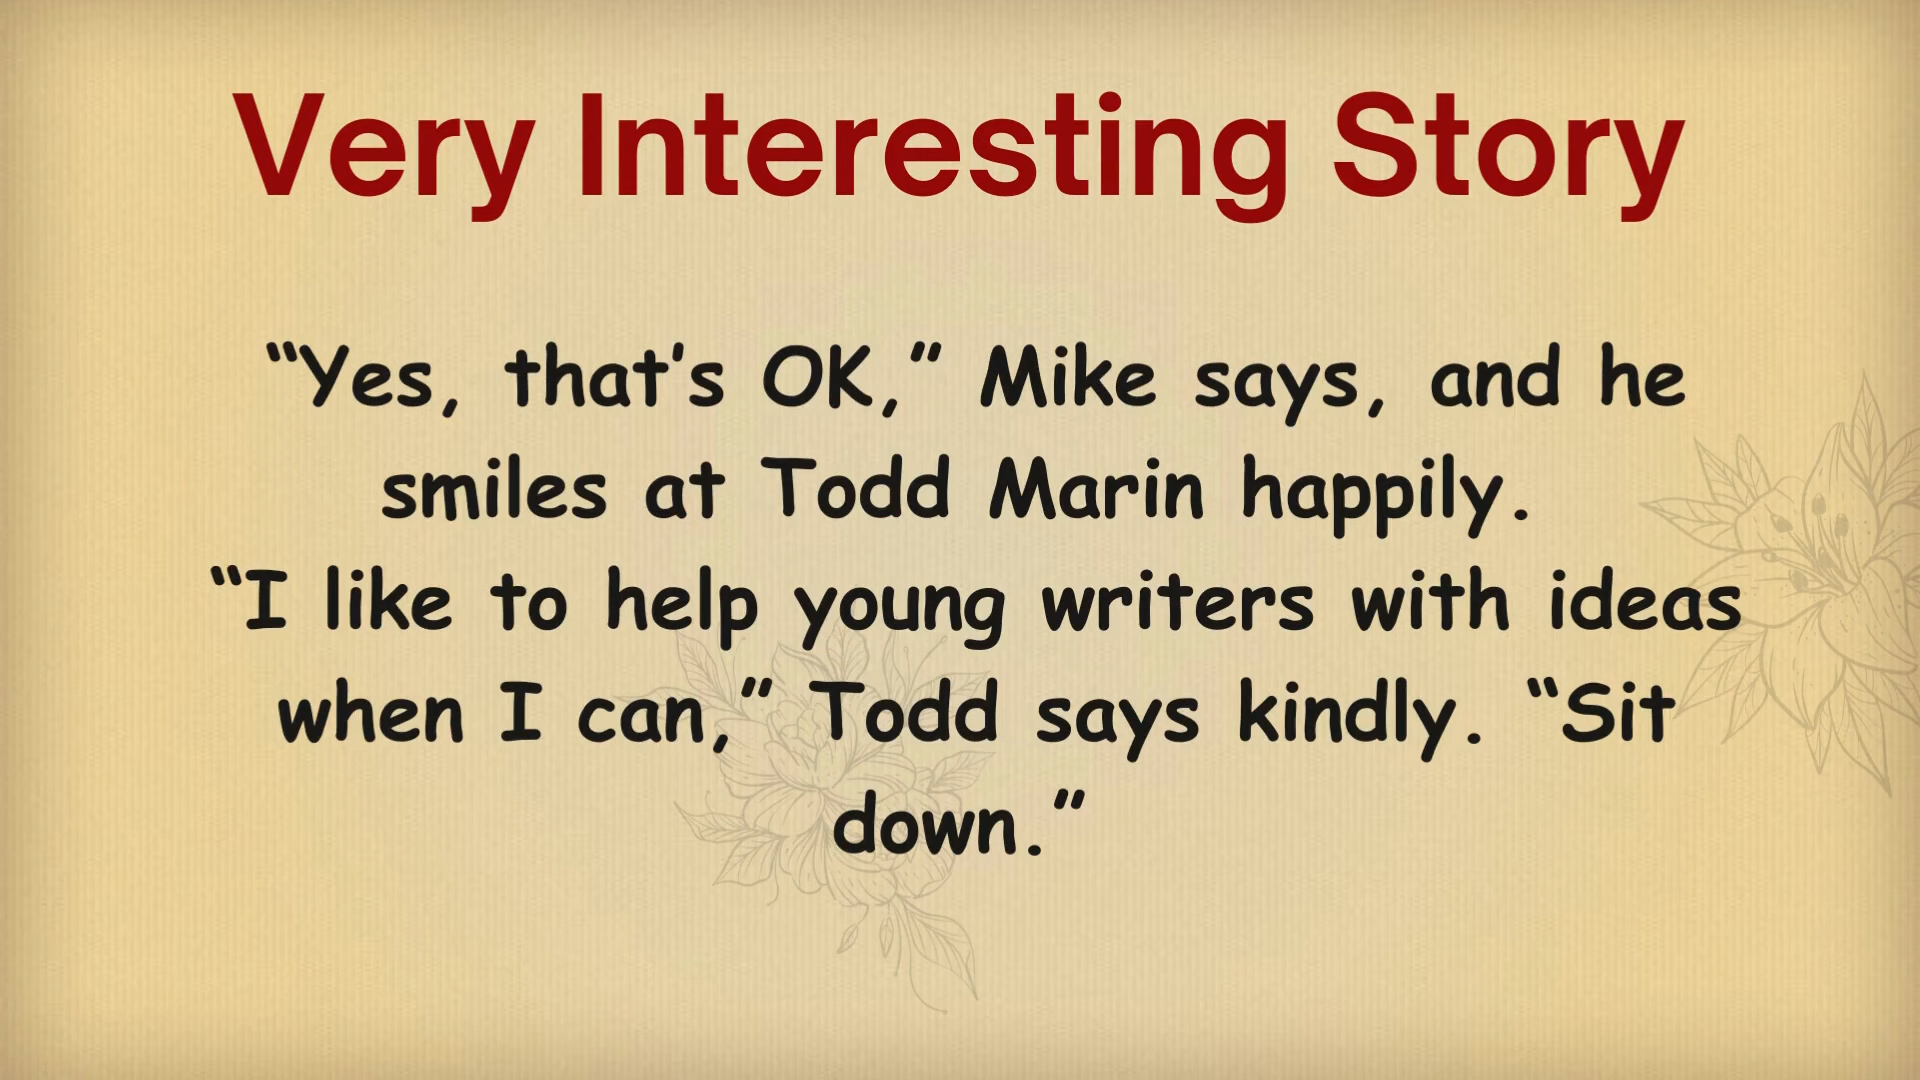 Very Interesting Story
“Yes, that’s OK,” Mike says, and he
smiles at Todd Marin happily.
“I like to help young writers with ideas
when I can,” Todd says kindly. “Sit
down.”